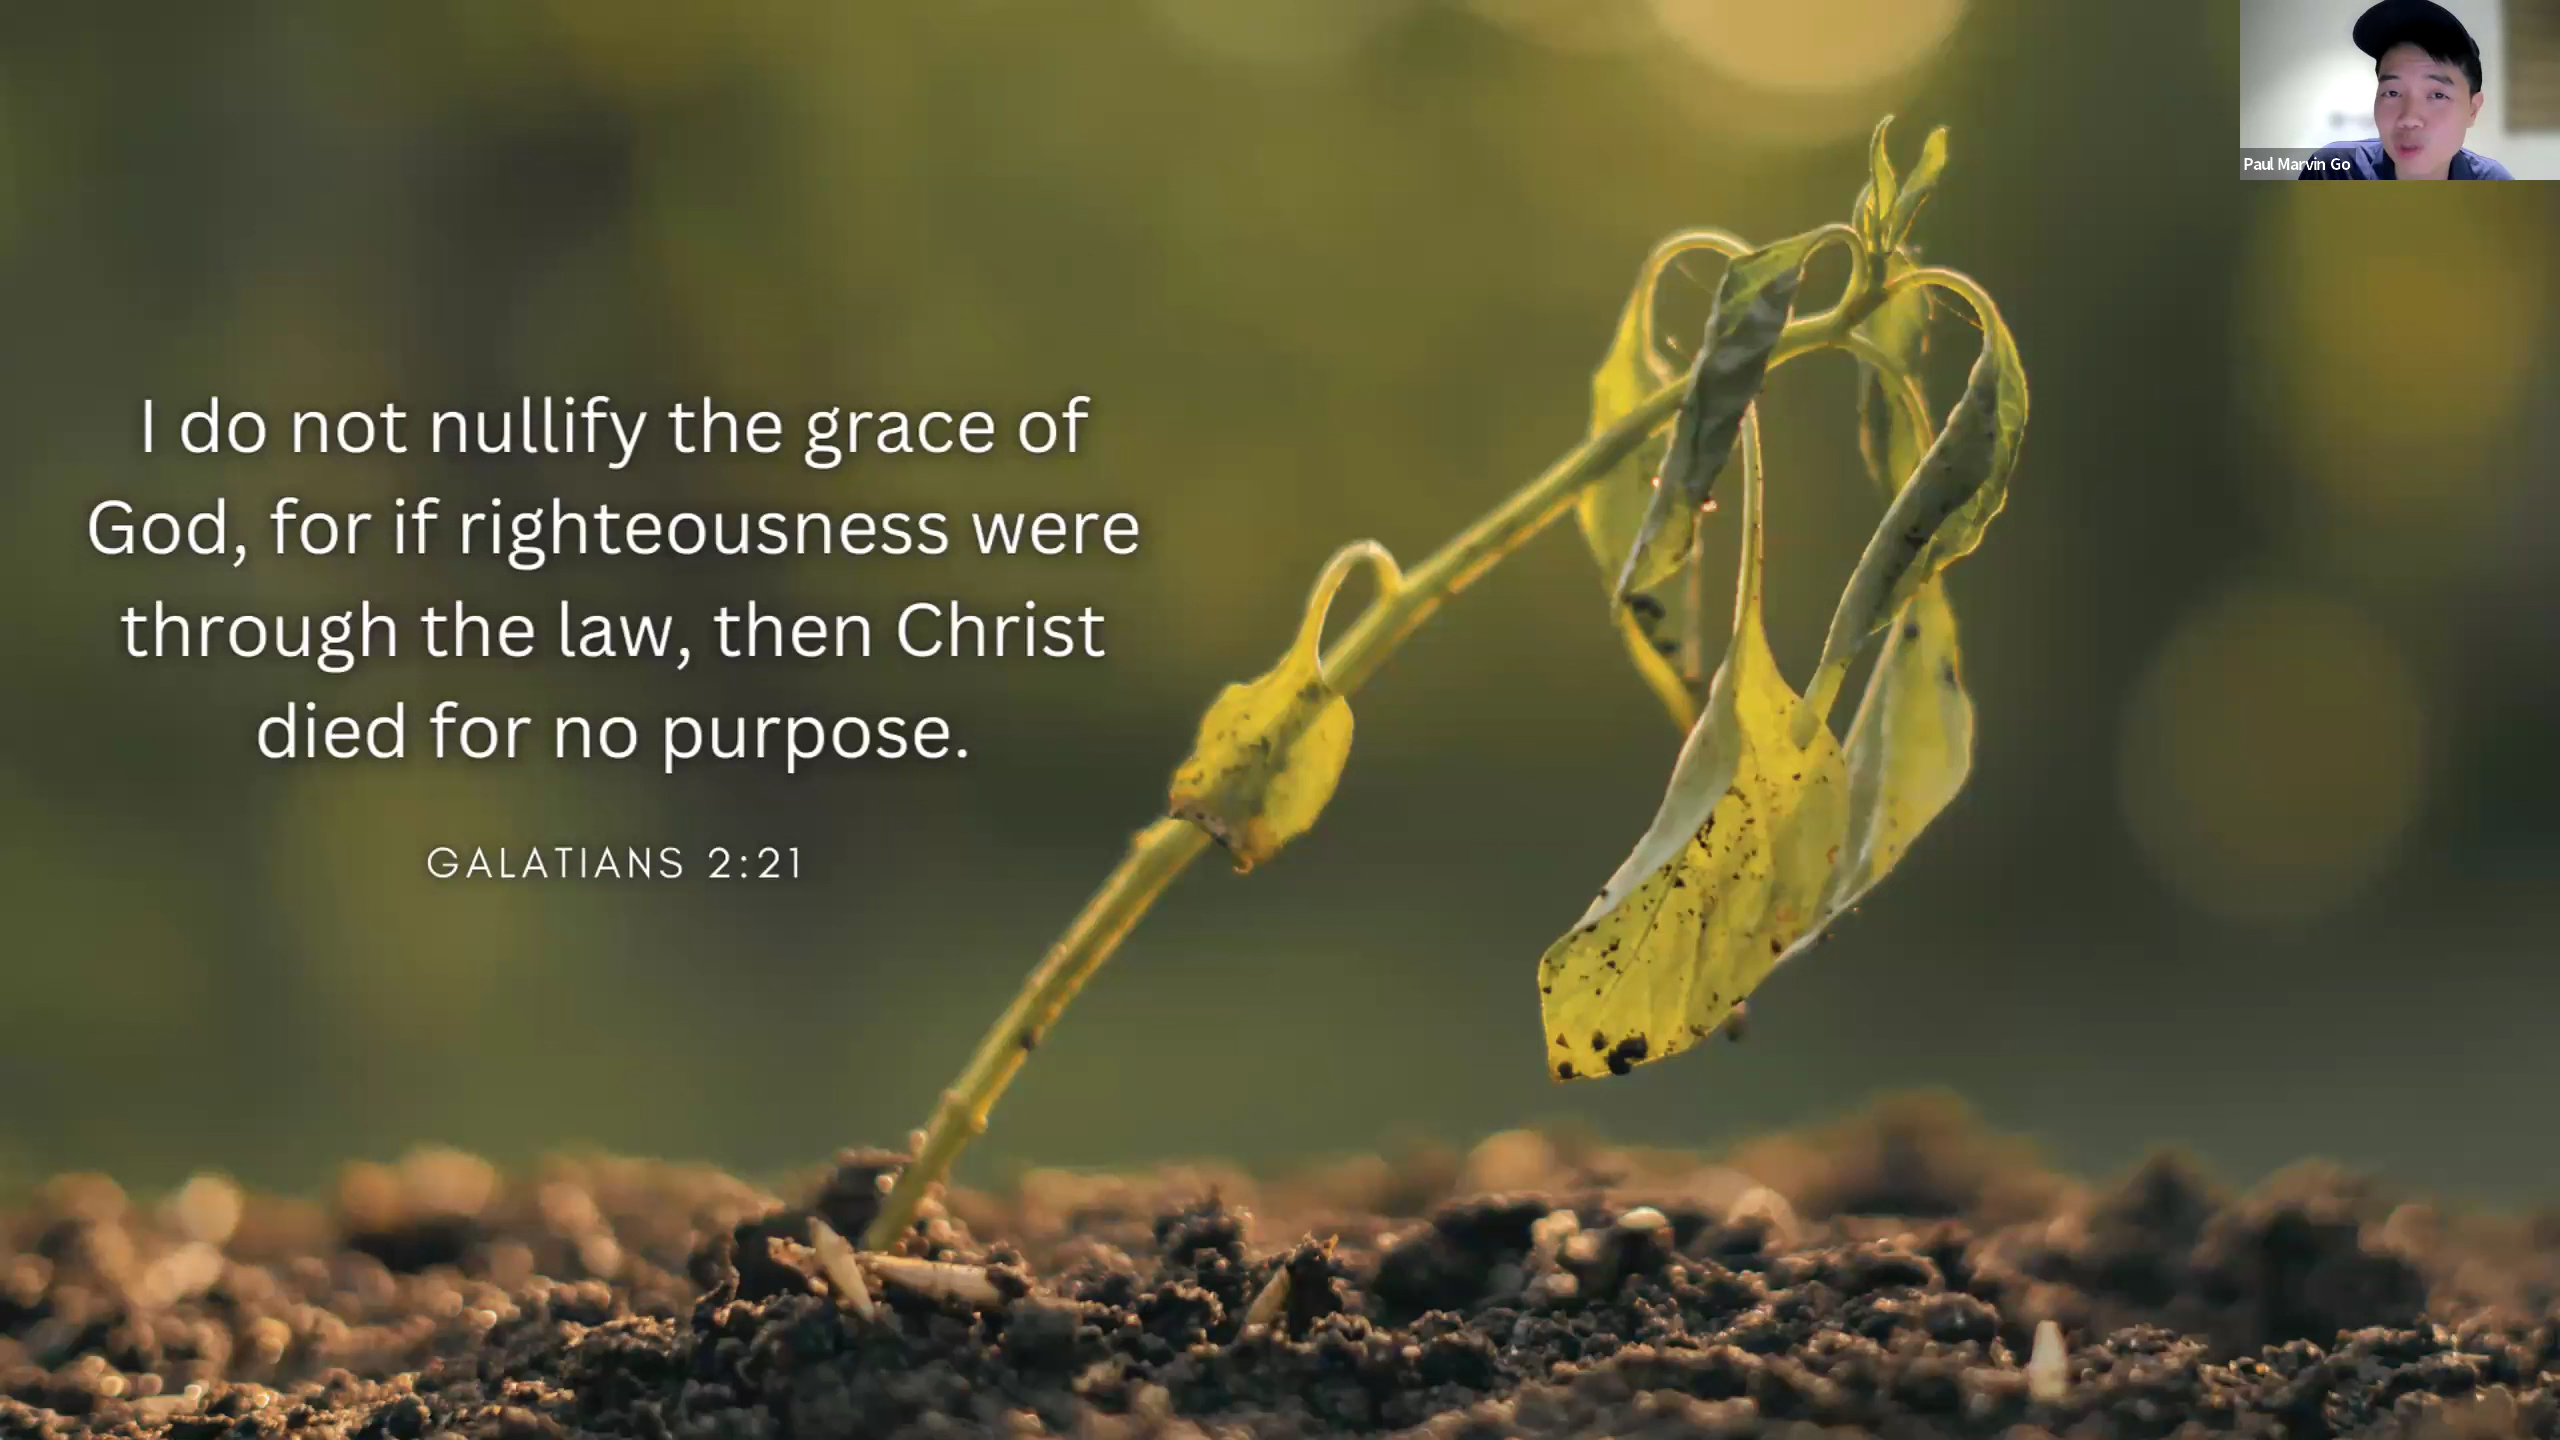 I do not nullify the grace of
God, for if righteousness were
through the law, then Christ
died for no purpose.
GALATIANS 2:21
Paul Marvin Go